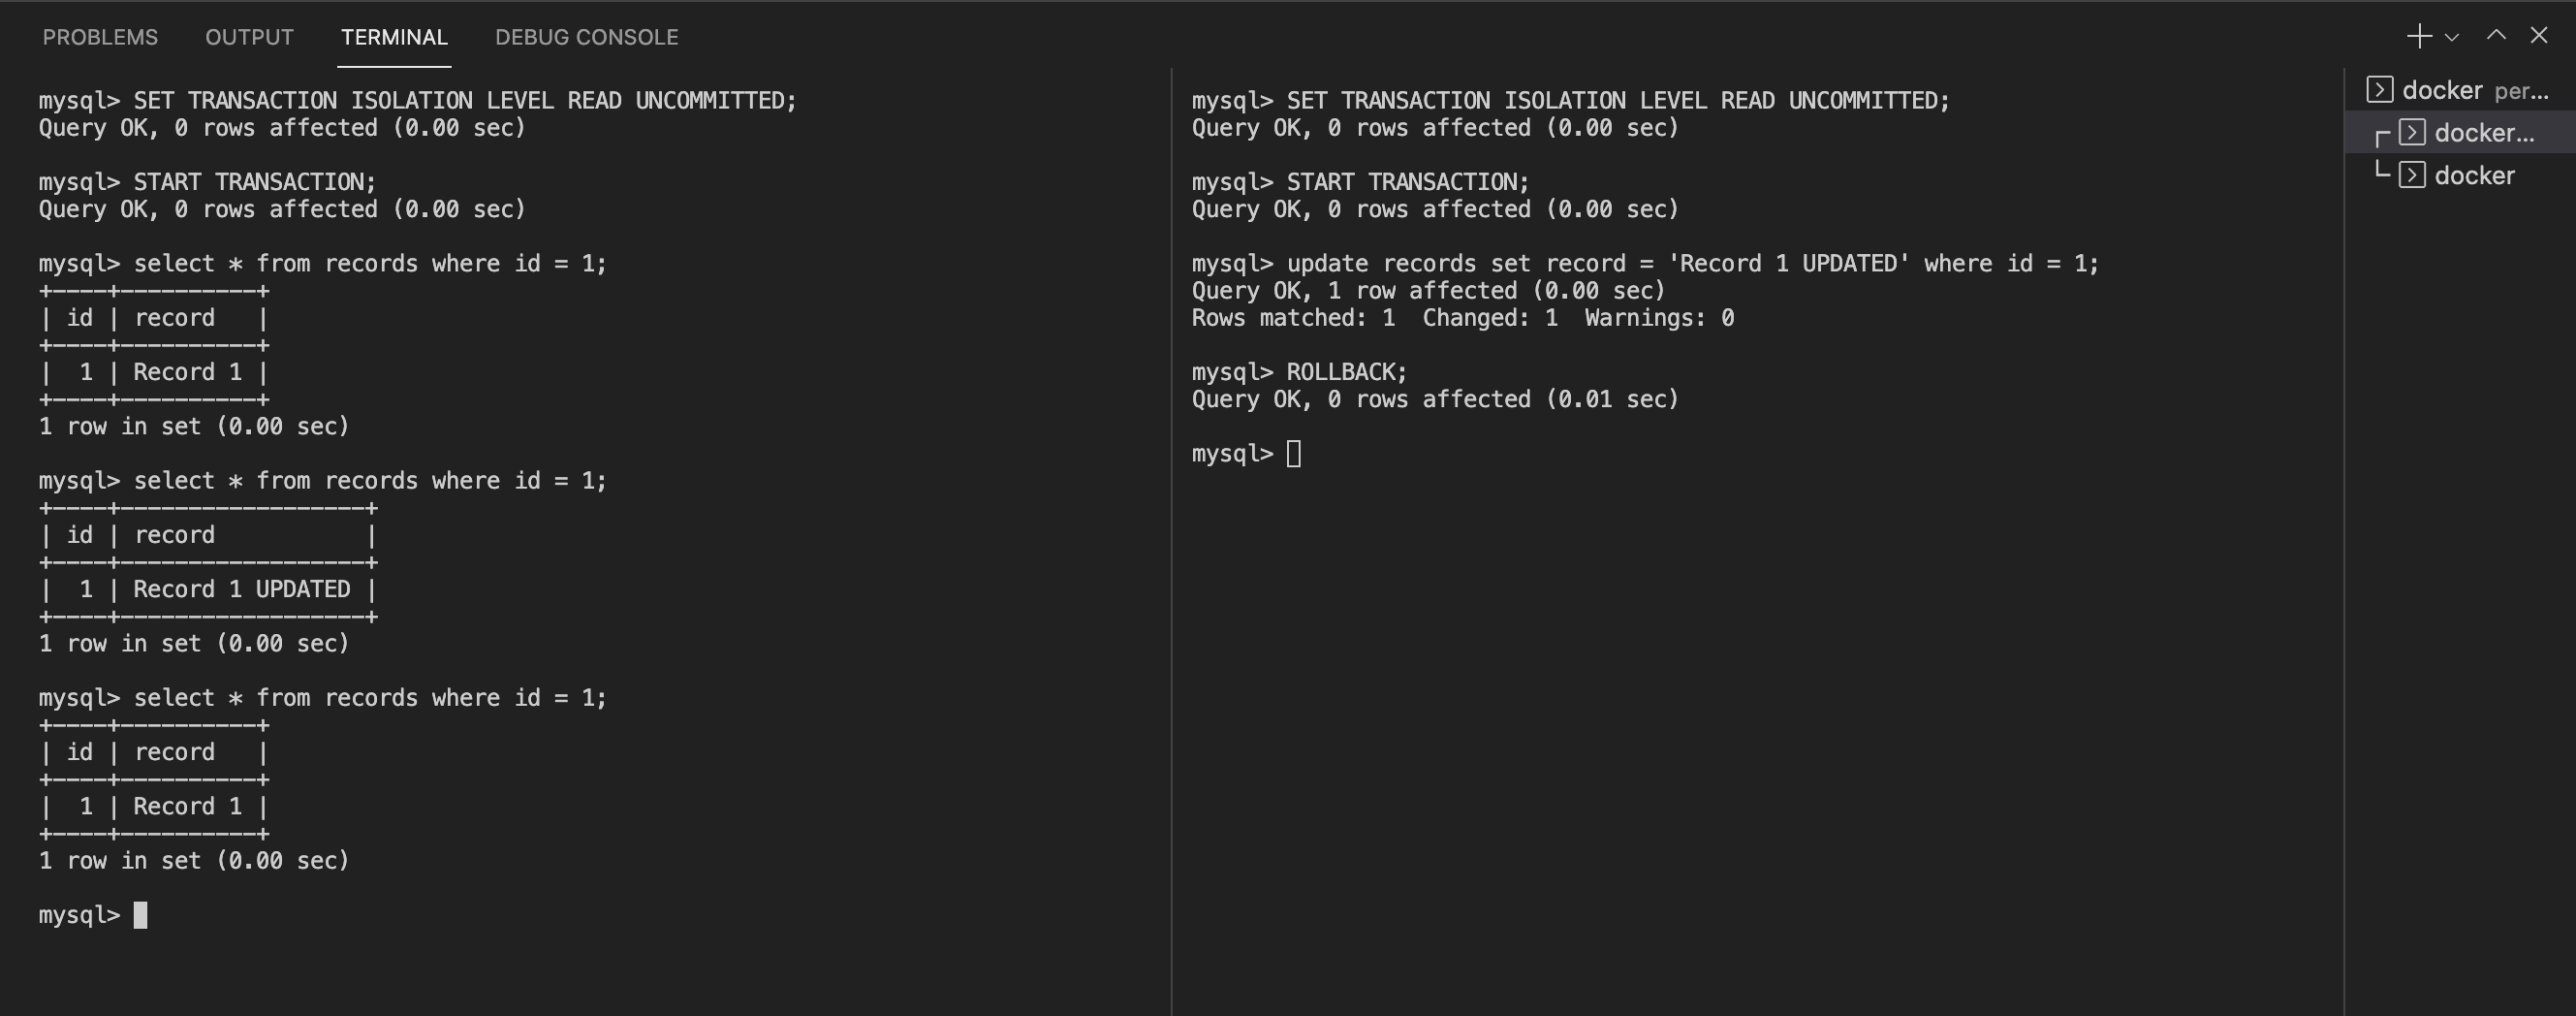 PROBLEMS OUTPUT TERMINAL DEBUG CONSOLE
mysql> SET TRANSACTION ISOLATION LEVEL READ UNCOMMITTED;
Query OK, 0 rows affected (0.00 sec)
mysql> START TRANSACTION;
Query OK, 0 rows affected (0.00 sec)
mysql> select * from records where id = 1;
+----+----------+
| id | record   |
+----+----------+
|  1 | Record 1 |
+----+----------+
1 row in set (0.00 sec)
mysql> select * from records where id = 1;
+----+------------------+
| id | record           |
+----+------------------+
|  1 | Record 1 UPDATED |
+----+------------------+
1 row in set (0.00 sec)
mysql> select * from records where id = 1;
+----+----------+
| id | record   |
+----+----------+
|  1 | Record 1 |
+----+----------+
1 row in set (0.00 sec)
mysql>
mysql> SET TRANSACTION ISOLATION LEVEL READ UNCOMMITTED;
Query OK, 0 rows affected (0.00 sec)
mysql> START TRANSACTION;
Query OK, 0 rows affected (0.00 sec)
mysql> update records set record = 'Record 1 UPDATED' where id = 1;
Query OK, 1 row affected (0.00 sec)
Rows matched: 1  Changed: 1  Warnings: 0
mysql> ROLLBACK;
Query OK, 0 rows affected (0.01 sec)
mysql>
docker per...
docker...
docker